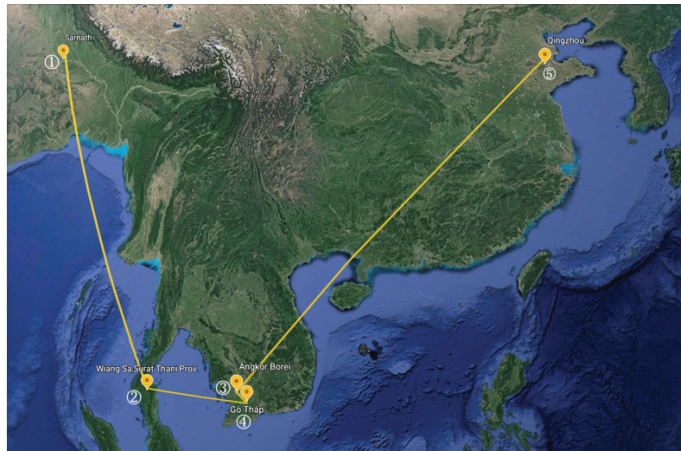 Sarnath
①
Qingzhou
⑤
Wiang Sa,Surat Thani Prov.
②
Angkor Borei
③
Gò Tháp
④